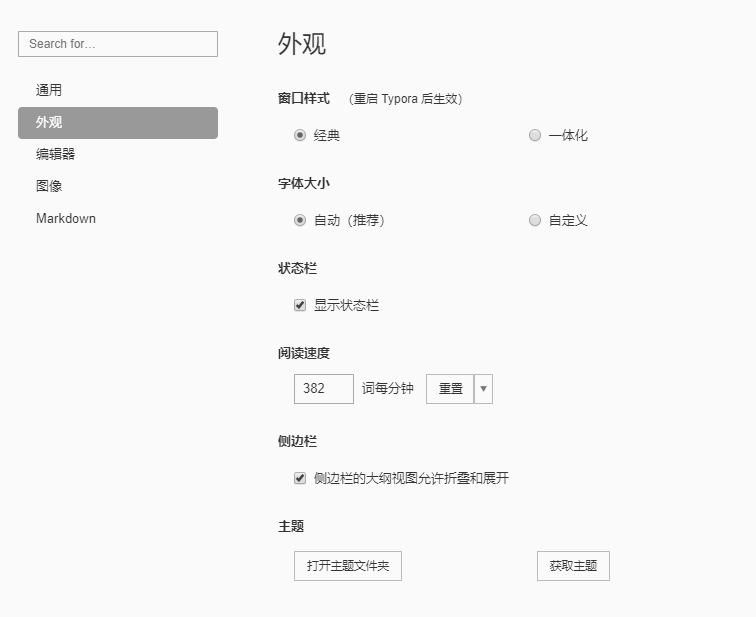 Search for...
通用
外观
编辑器
图像
Markdown
外观
窗口样式 （重启 Typora 后生效）
经典 一体化
字体大小
自动（推荐） 自定义
状态栏
显示状态栏
阅读速度
382 词每分钟 重置
侧边栏
侧边栏的大纲视图允许折叠和展开
主题
打开主题文件夹 获取主题